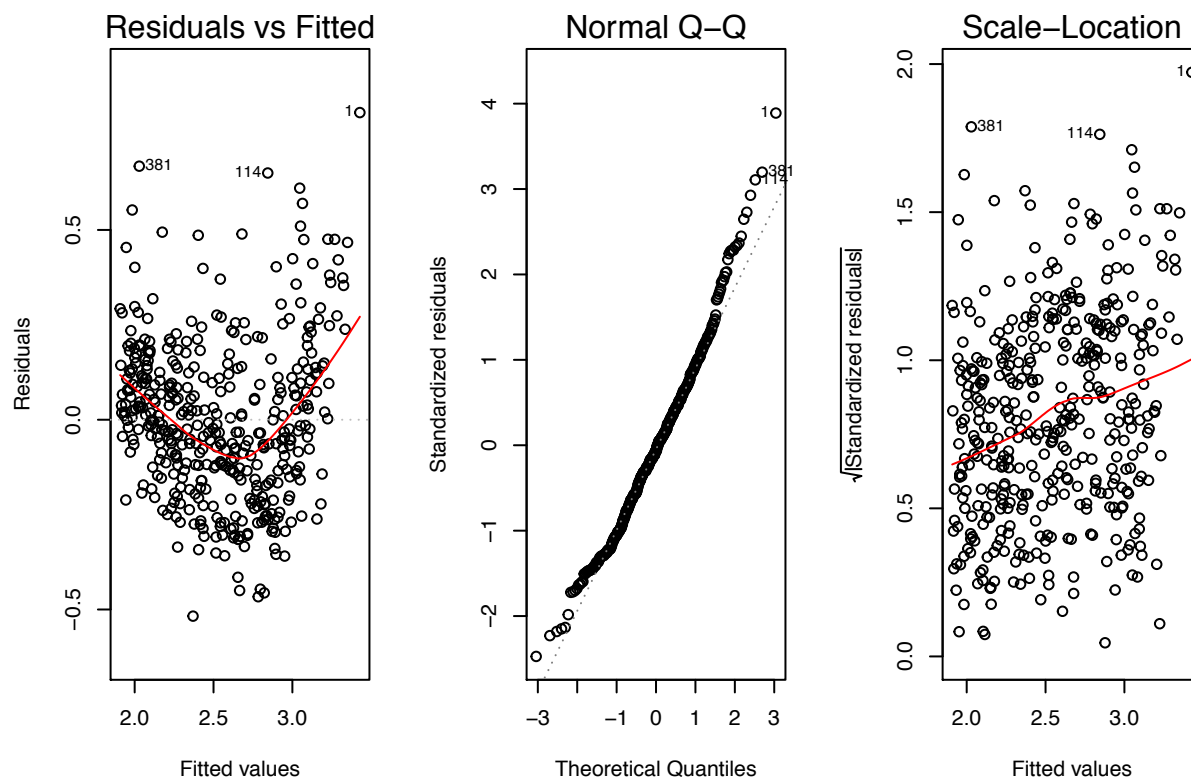 Residuals vs Fitted
1
381
114
0.5
0.0
−0.5
Residuals
2.0 2.5 3.0
Fitted values
Normal Q−Q
1
381
114
4
3
2
1
0
−1
−2
Standardized residuals
−3 −1 0 1 2 3
Theoretical Quantiles
Scale−Location
1
381
114
2.0
1.5
1.0
0.5
0.0
√|Standardized residuals|
2.0 2.5 3.0
Fitted values